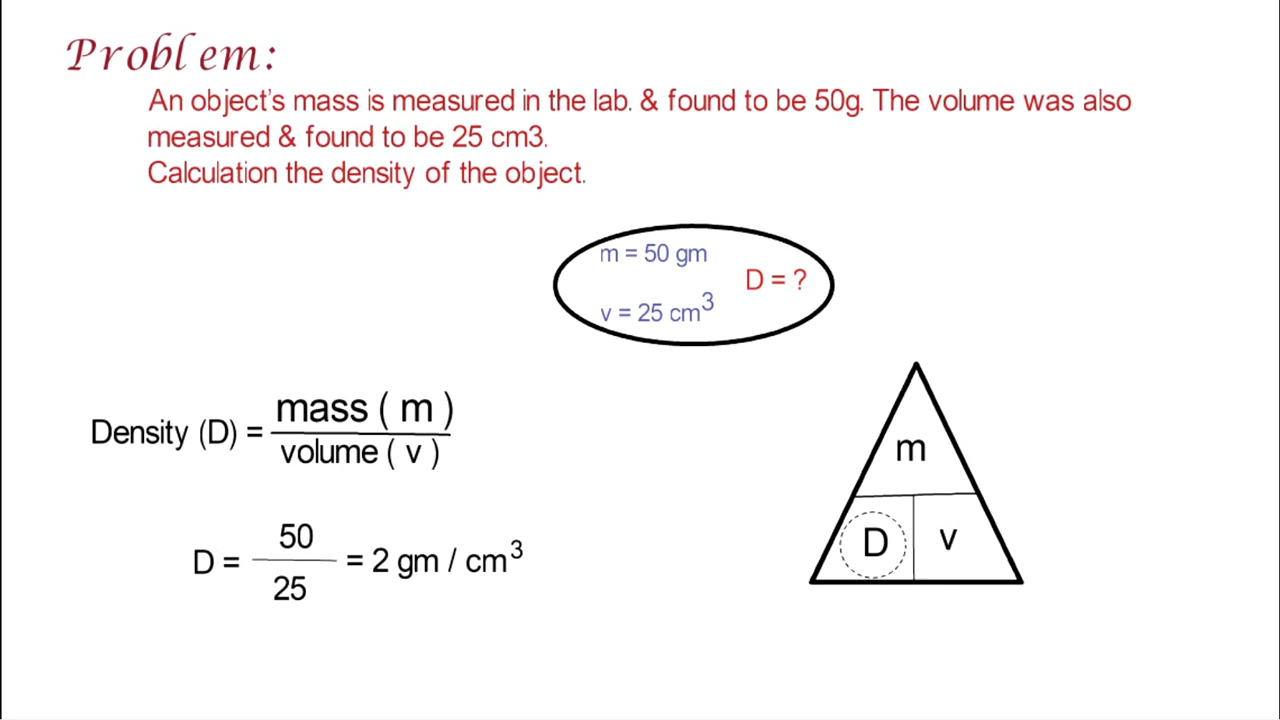 Problem:
An object's mass is measured in the lab. & found to be 50g. The volume was also
measured & found to be 25 cm3.
Calculation the density of the object.
m = 50 gm
D = ?
v = 25 cm³
Density (D) = mass ( m )
volume ( v )
D = 50
25
= 2 gm / cm³
m
D v